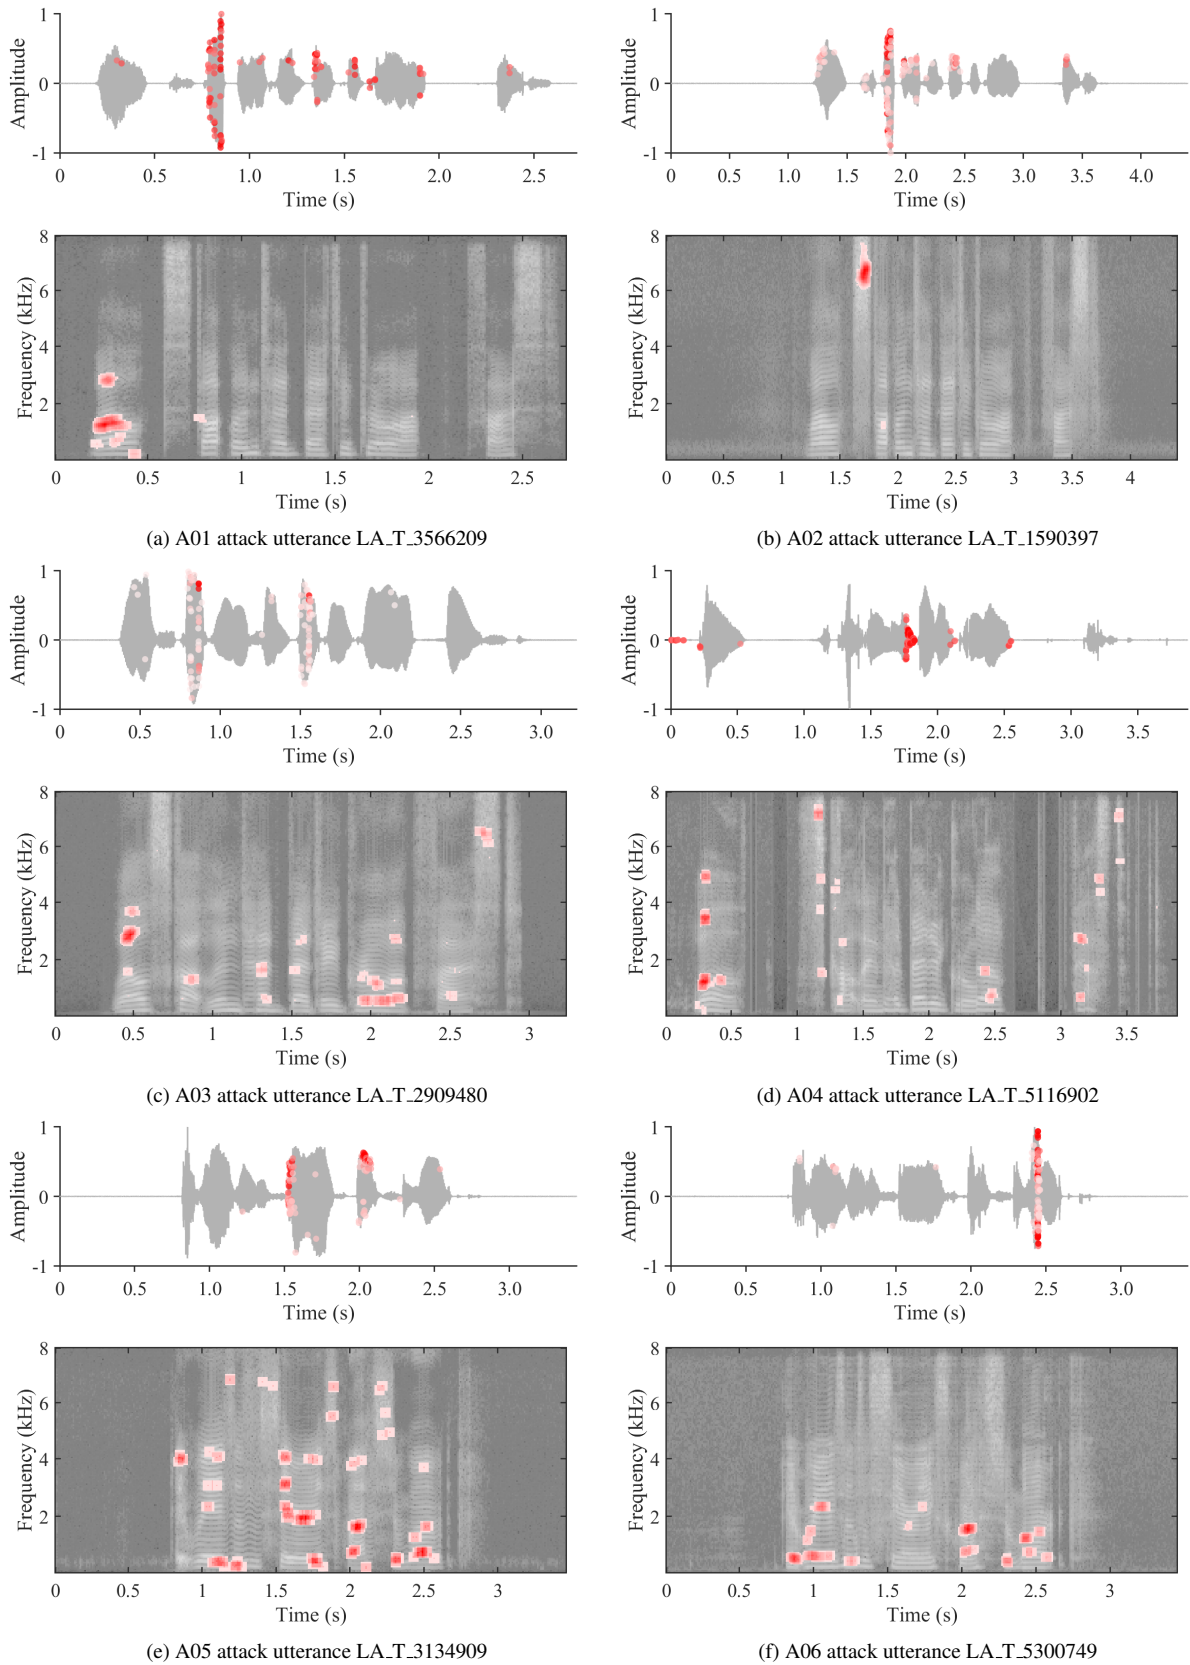 1
0
-1
Amplitude
0 0.5 1.0 1.5 2.0 2.5
Time (s)
1
0
-1
Amplitude
0 0.5 1.0 1.5 2.0 2.5 3.0 3.5 4.0
Time (s)
8
6
4
2
Frequency (kHz)
0 0.5 1 1.5 2 2.5
Time (s)
8
6
4
2
Frequency (kHz)
0 0.5 1 1.5 2 2.5 3 3.5 4
Time (s)
(a) A01 attack utterance LA_T_3566209
(b) A02 attack utterance LA_T_1590397
1
0
-1
Amplitude
0 0.5 1.0 1.5 2.0 2.5 3.0
Time (s)
1
0
-1
Amplitude
0 0.5 1.0 1.5 2.0 2.5 3.0 3.5
Time (s)
8
6
4
2
Frequency (kHz)
0 0.5 1 1.5 2 2.5 3
Time (s)
8
6
4
2
Frequency (kHz)
0 0.5 1 1.5 2 2.5 3 3.5
Time (s)
(c) A03 attack utterance LA_T_2909480
(d) A04 attack utterance LA_T_5116902
1
0
-1
Amplitude
0 0.5 1.0 1.5 2.0 2.5 3.0
Time (s)
1
0
-1
Amplitude
0 0.5 1.0 1.5 2.0 2.5 3.0
Time (s)
8
6
4
2
Frequency (kHz)
0 0.5 1 1.5 2 2.5 3
Time (s)
8
6
4
2
Frequency (kHz)
0 0.5 1 1.5 2 2.5 3
Time (s)
(e) A05 attack utterance LA_T_3134909
(f) A06 attack utterance LA_T_5300749